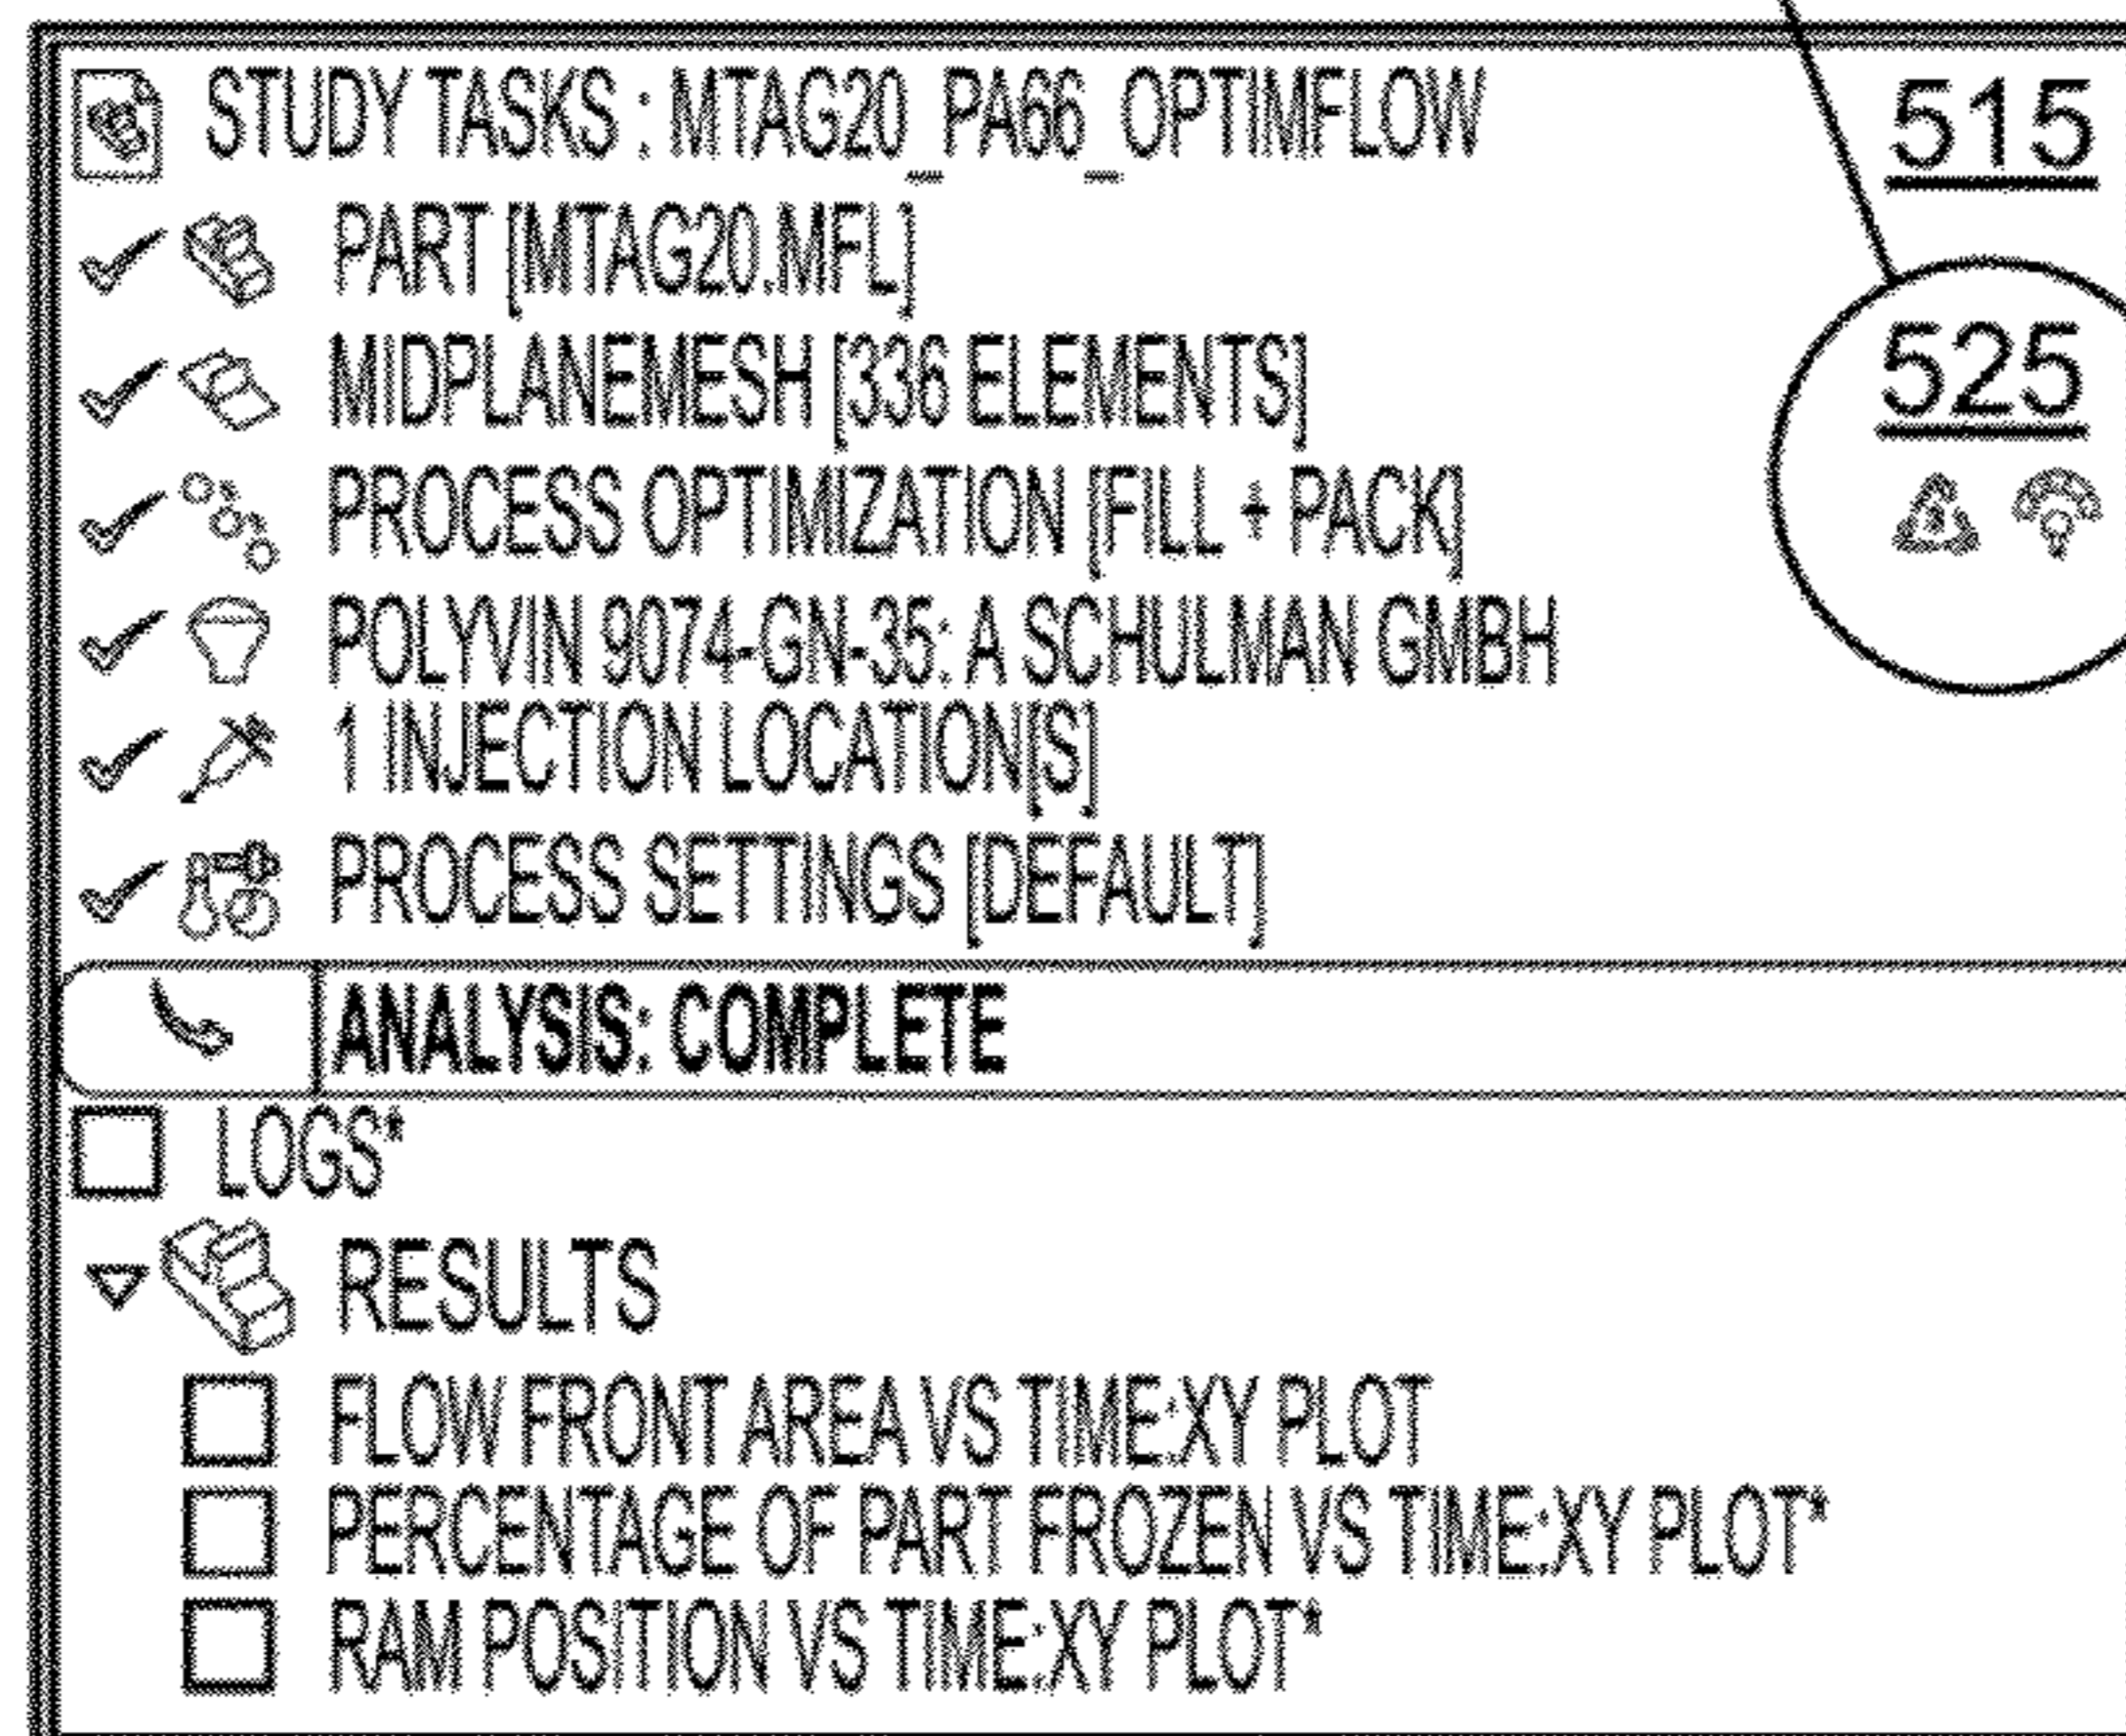 STUDY TASKS : MTAG20_PA66_OPTIMFLOW
515
PART [MTAG20.MFL]
MIDPLANEMESH [336 ELEMENTS]
525
PROCESS OPTIMIZATION [FILL + PACK]
POLYVIN 9074-GN-35: A SCHULMAN GMBH
1 INJECTION LOCATION[S]
PROCESS SETTINGS [DEFAULT]
ANALYSIS: COMPLETE
LOGS*
RESULTS
FLOW FRONT AREA VS TIME:XY PLOT
PERCENTAGE OF PART FROZEN VS TIME:XY PLOT*
RAM POSITION VS TIME:XY PLOT*